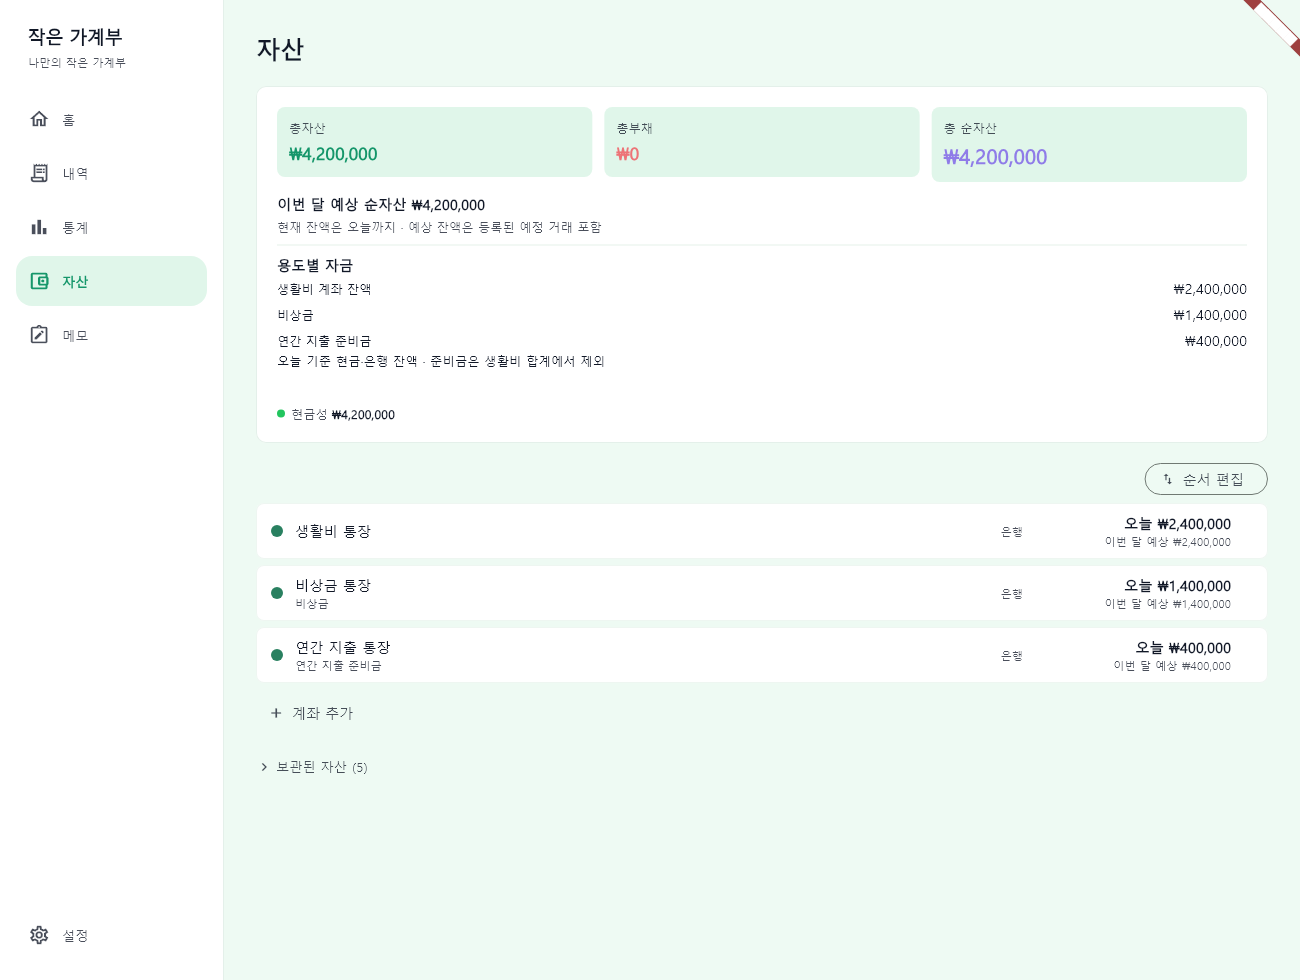 작은 가계부
나만의 작은 가계부
홈
내역
통계
자산
메모
설정
자산
총자산
₩4,200,000
총부채
₩0
총 순자산
₩4,200,000
이번 달 예상 순자산 ₩4,200,000
현재 잔액은 오늘까지 · 예상 잔액은 등록된 예정 거래 포함
용도별 자금
생활비 계좌 잔액 ₩2,400,000
비상금 ₩1,400,000
연간 지출 준비금 ₩400,000
오늘 기준 현금·은행 잔액 · 준비금은 생활비 합계에서 제외
현금성 ₩4,200,000
순서 편집
생활비 통장
은행
오늘 ₩2,400,000
이번 달 예상 ₩2,400,000
비상금 통장
비상금
은행
오늘 ₩1,400,000
이번 달 예상 ₩1,400,000
연간 지출 통장
연간 지출 준비금
은행
오늘 ₩400,000
이번 달 예상 ₩400,000
계좌 추가
보관된 자산 (5)